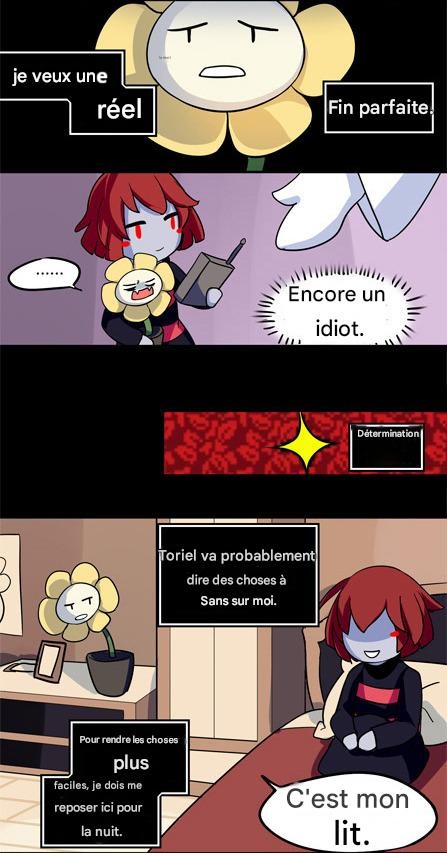 je veux une
réel
Fin parfaite.
......
Encore un
idiot.
Détermination
Toriel va probablement
dire des choses à
Sans sur moi.
Pour rendre les choses
plus
faciles, je dois me
reposer ici pour
la nuit.
C'est mon
lit.